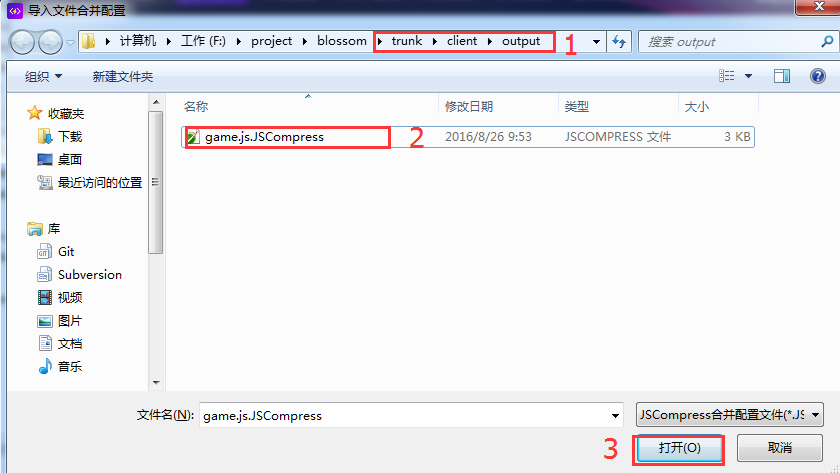 导入文件合并配置
计算机 工作 (F:) project blossom trunk client output 1 搜索 output
组织 新建文件夹
收藏夹
下载
桌面
最近访问的位置
库
Git
Subversion
视频
图片
文档
音乐
名称 修改日期 类型 大小
game.js.JSCompress 2 2016/8/26 9:53 JSCOMPRESS 文件 3 KB
文件名(N): game.js.JSCompress JSCompress合并配置文件(*.JS
3 打开(O) 取消